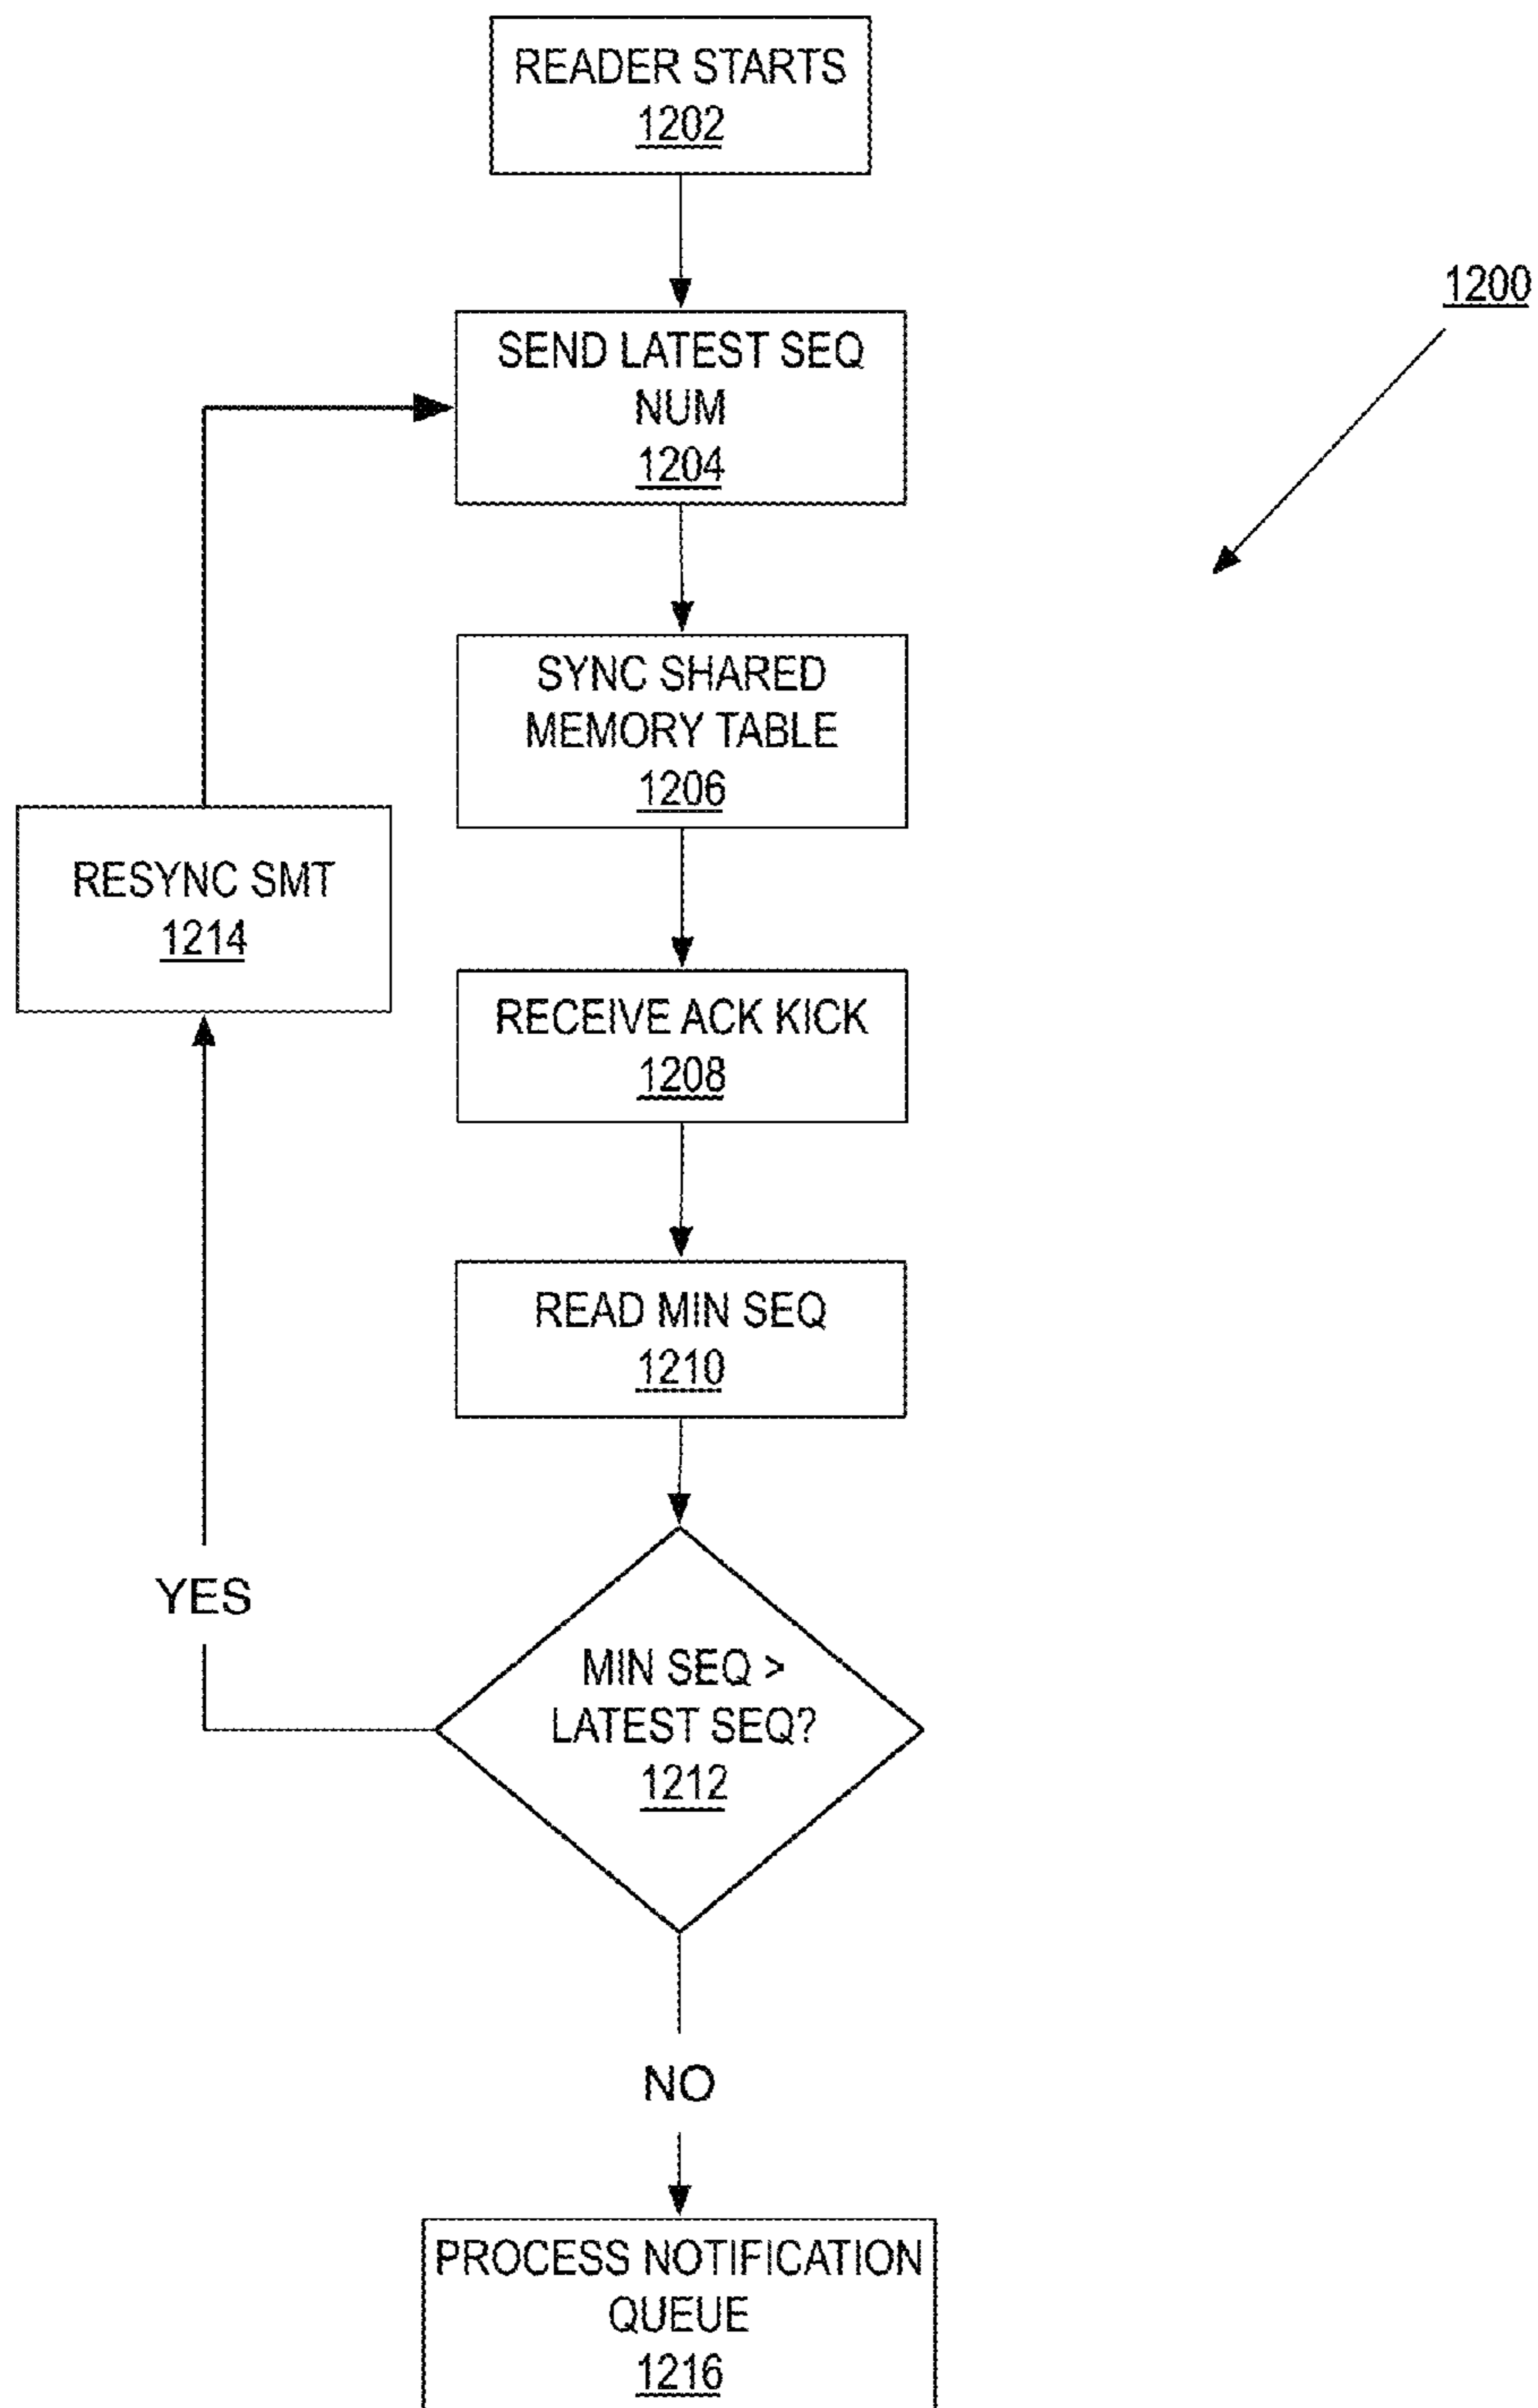 READER STARTS
1202
1200
SEND LATEST SEQ
NUM
1204
SYNC SHARED
MEMORY TABLE
1206
RESYNC SMT
1214
RECEIVE ACK KICK
1208
READ MIN SEQ
1210
YES
MIN SEQ >
LATEST SEQ?
1212
NO
PROCESS NOTIFICATION
QUEUE
1216